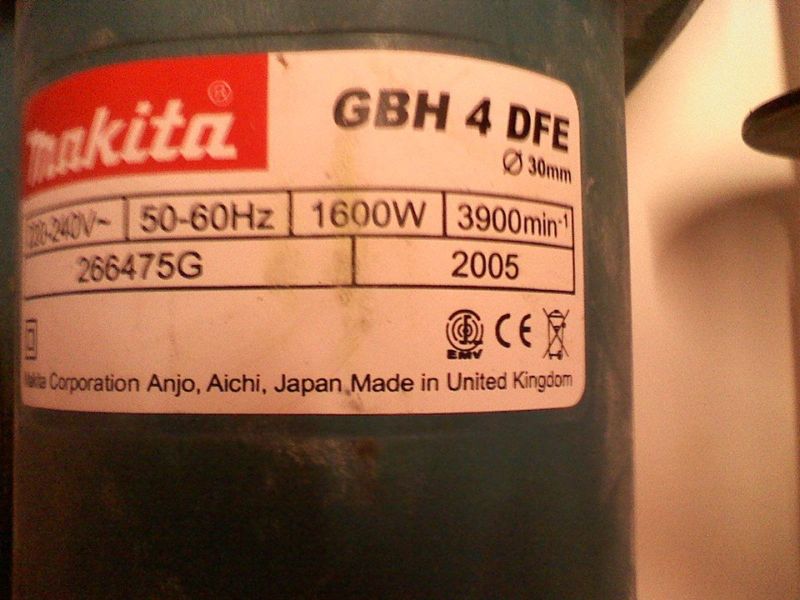 makita ®
GBH 4 DFE
Ø 30mm
220-240V~ 50-60Hz 1600W 3900min-1
266475G 2005
EMV CE
Makita Corporation Anjo, Aichi, Japan Made in United Kingdom